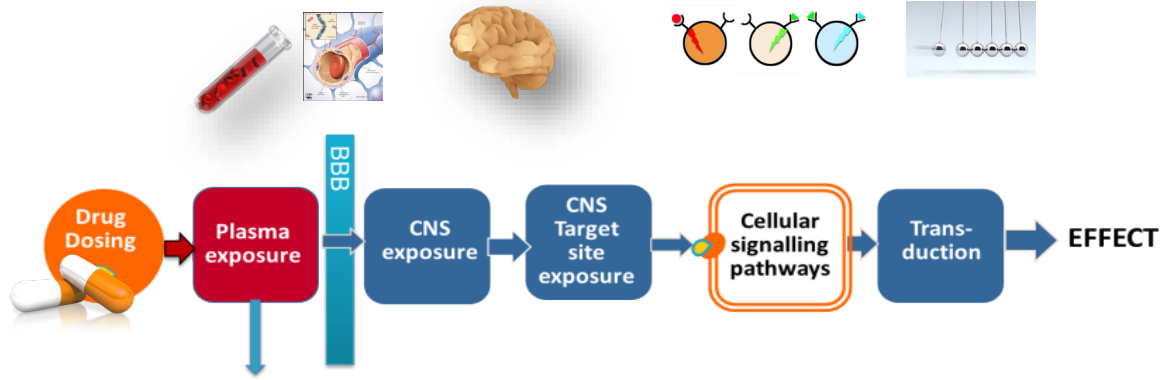 Drug
Dosing
Plasma
exposure
BBB
CNS
exposure
CNS
Target
site
exposure
Cellular
signalling
pathways
Trans-
duction
EFFECT